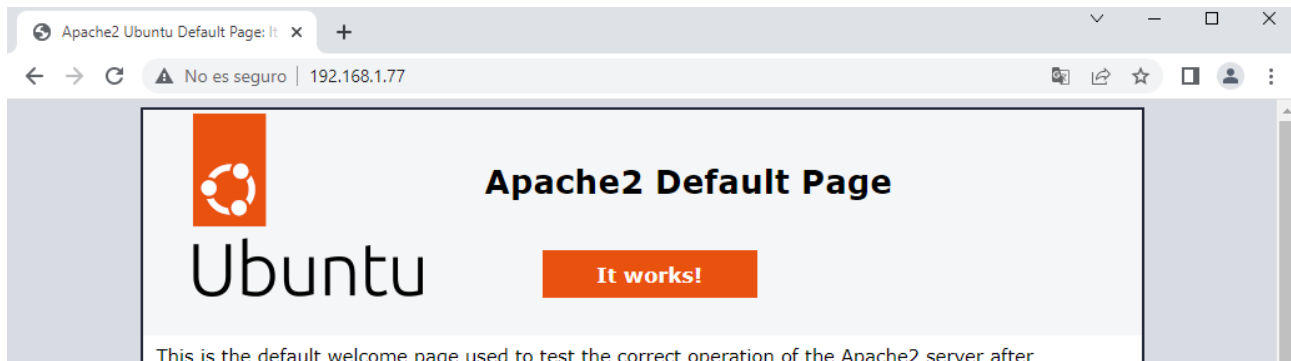 Apache2 Ubuntu Default Page: It
No es seguro | 192.168.1.77
Apache2 Default Page
Ubuntu
It works!
This is the default welcome page used to test the correct operation of the Apache2 server after